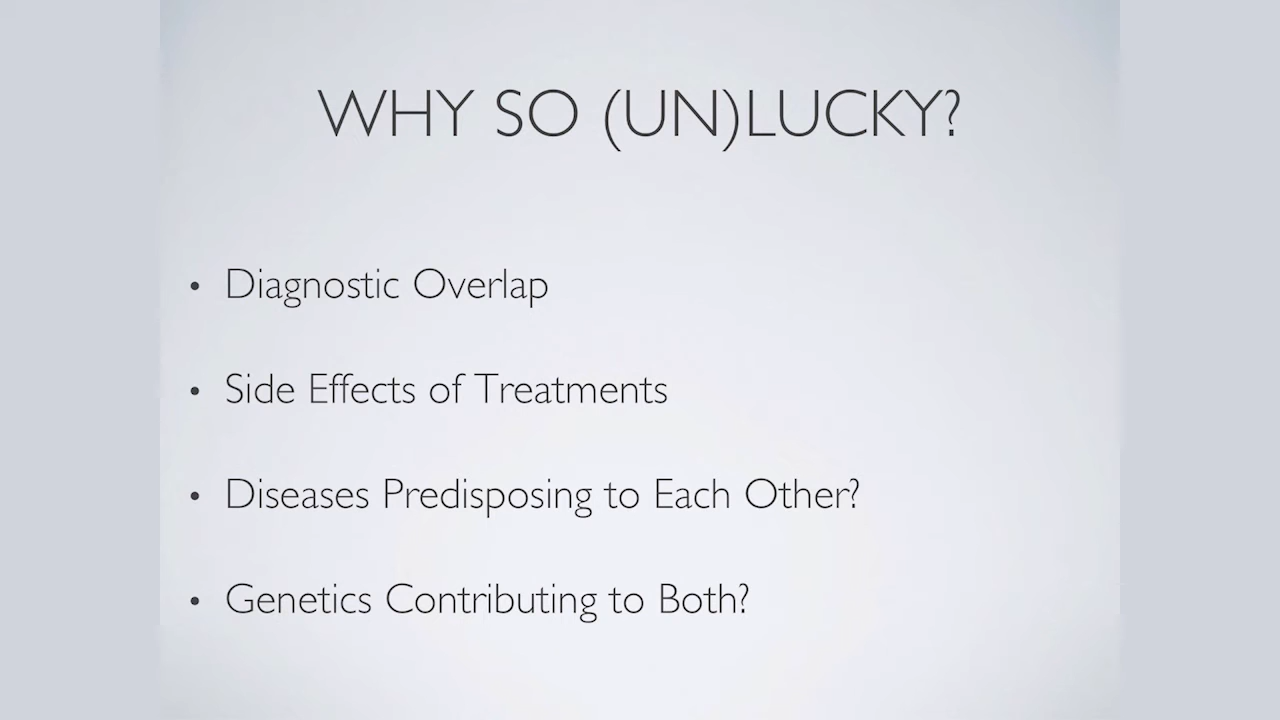 WHY SO (UN)LUCKY?
• Diagnostic Overlap
• Side Effects of Treatments
• Diseases Predisposing to Each Other?
• Genetics Contributing to Both?